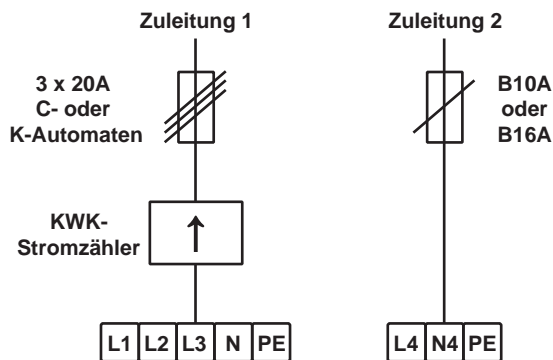 Zuleitung 1
Zuleitung 2
3 x 20A
C- oder
K-Automaten
B10A
oder
B16A
KWK-
Stromzähler
L1 L2 L3 N PE
L4 N4 PE